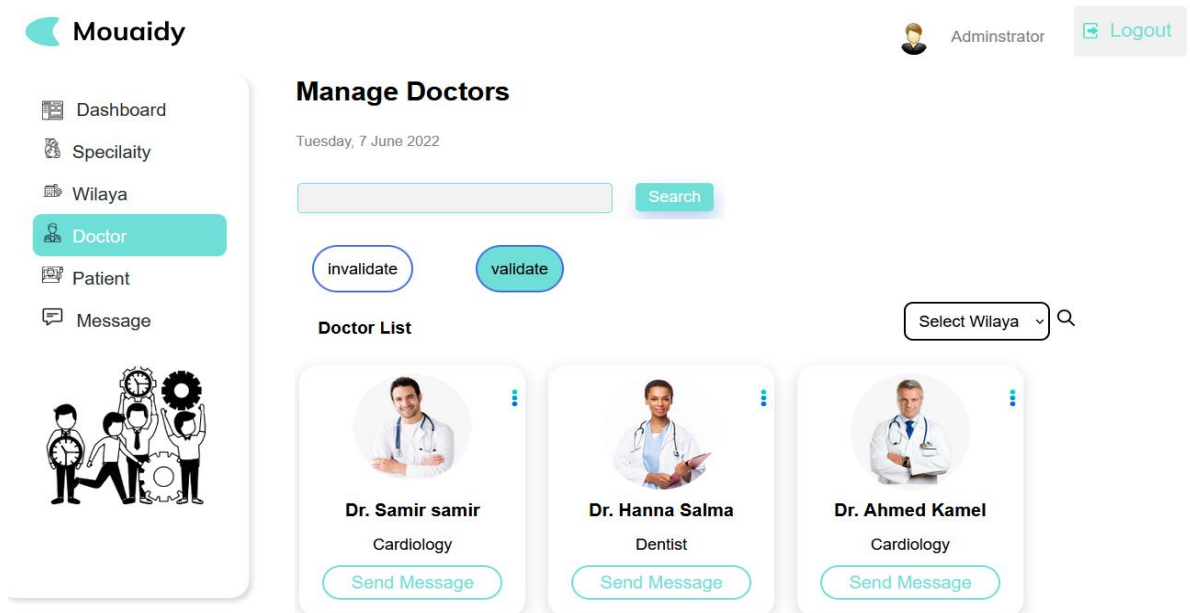 Mouaidy
Adminstrator
Logout
Dashboard
Specilaity
Wilaya
Doctor
Patient
Message
Manage Doctors
Tuesday, 7 June 2022
Search
invalidate
validate
Doctor List
Select Wilaya
Dr. Samir samir
Cardiology
Send Message
Dr. Hanna Salma
Dentist
Send Message
Dr. Ahmed Kamel
Cardiology
Send Message